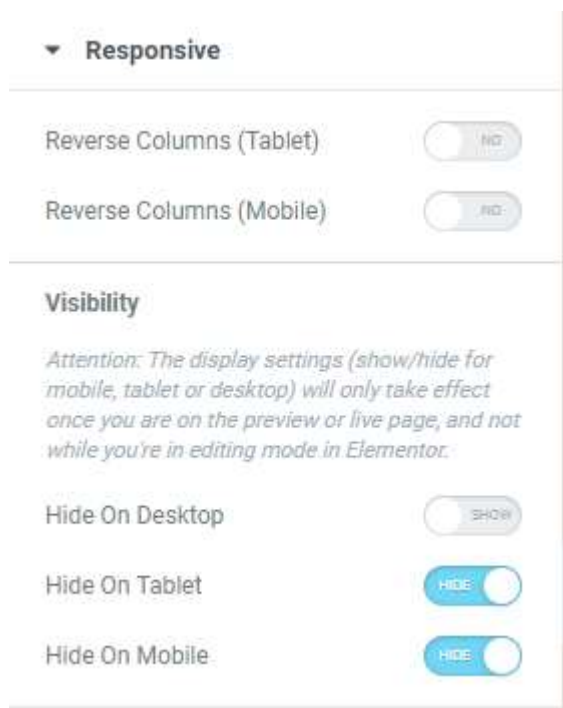 Responsive
Reverse Columns (Tablet) NO
Reverse Columns (Mobile) NO
Visibility
Attention: The display settings (show/hide for
mobile, tablet or desktop) will only take effect
once you are on the preview or live page, and not
while you're in editing mode in Elementor.
Hide On Desktop SHOW
Hide On Tablet HIDE
Hide On Mobile HIDE